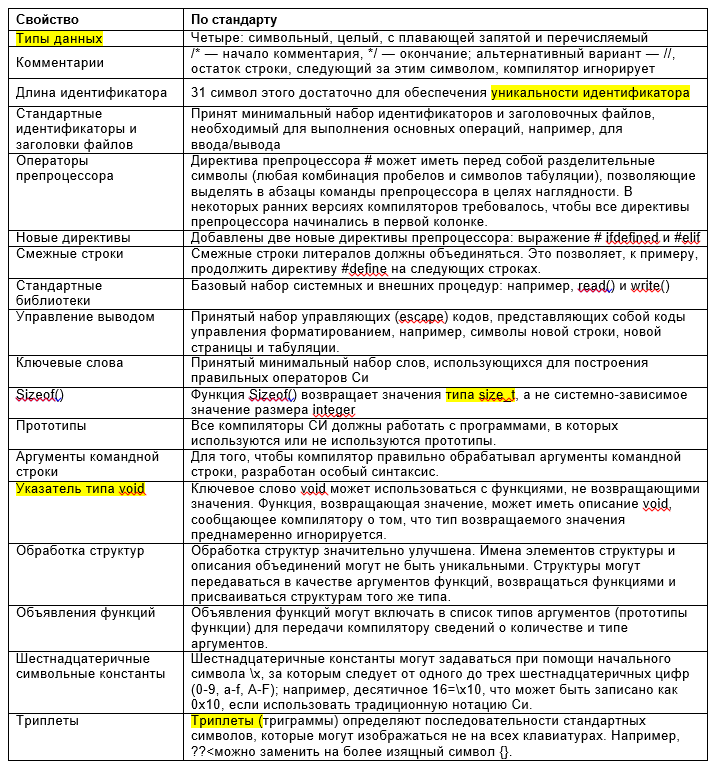 Свойство По стандарту
Типы данных Четыре: символьный, целый, с плавающей запятой и перечисляемый
Комментарии /* — начало комментария, */ — окончание; альтернативный вариант — //,
остаток строки, следующий за этим символом, компилятор игнорирует
Длина идентификатора 31 символ этого достаточно для обеспечения уникальности идентификатора
Стандартные Принят минимальный набор идентификаторов и заголовочных файлов,
идентификаторы и необходимый для выполнения основных операций, например, для
заголовки файлов ввода/вывода
Операторы Директива препроцессора # может иметь перед собой разделительные
препроцессора символы (любая комбинация пробелов и символов табуляции), позволяющие
выделять в абзацы команды препроцессора в целях наглядности. В
некоторых ранних версиях компиляторов требовалось, чтобы все директивы
препроцессора начинались в первой колонке.
Новые директивы Добавлены две новые директивы препроцессора: выражение # ifdefined и #elif
Смежные строки Смежные строки литералов должны объединяться. Это позволяет, к примеру,
продолжить директиву #define на следующих строках.
Стандартные Базовый набор системных и внешних процедур: например, read() и write()
библиотеки
Управление выводом Принятый набор управляющих (escape) кодов, представляющих собой коды
управления форматированием, например, символы новой строки, новой
страницы и табуляции.
Ключевые слова Принятый минимальный набор слов, использующихся для построения
правильных операторов Си
Sizeof() Функция Sizeof() возвращает значения типа size_t, а не системно-зависимое
значение размера integer
Прототипы Все компиляторы СИ должны работать с программами, в которых
используются или не используются прототипы.
Аргументы командной Для того, чтобы компилятор правильно обрабатывал аргументы командной
строки строки, разработан особый синтаксис.
Указатель типа void Ключевое слово void может использоваться с функциями, не возвращающими
значения. Функция, возвращающая значение, может иметь описание void,
сообщающее компилятору о том, что тип возвращаемого значения
преднамеренно игнорируется.
Обработка структур Обработка структур значительно улучшена. Имена элементов структуры и
описания объединений могут не быть уникальными. Структуры могут
передаваться в качестве аргументов функций, возвращаться функциями и
присваиваться структурам того же типа.
Объявления функций Объявления функций могут включать в список типов аргументов (прототипы
функции) для передачи компилятору сведений о количестве и типе
аргументов.
Шестнадцатеричные Шестнадцатеричные константы могут задаваться при помощи начального
символьные константы символа \x, за которым следует от одного до трех шестнадцатеричных цифр
(0-9, a-f, A-F); например, десятичное 16=\x10, что может быть записано как
0x10, если использовать традиционную нотацию Си.
Триплеты Триплеты (триграммы) определяют последовательности стандартных
символов, которые могут изображаться не на всех клавиатурах. Например,
??<можно заменить на более изящный символ {}.